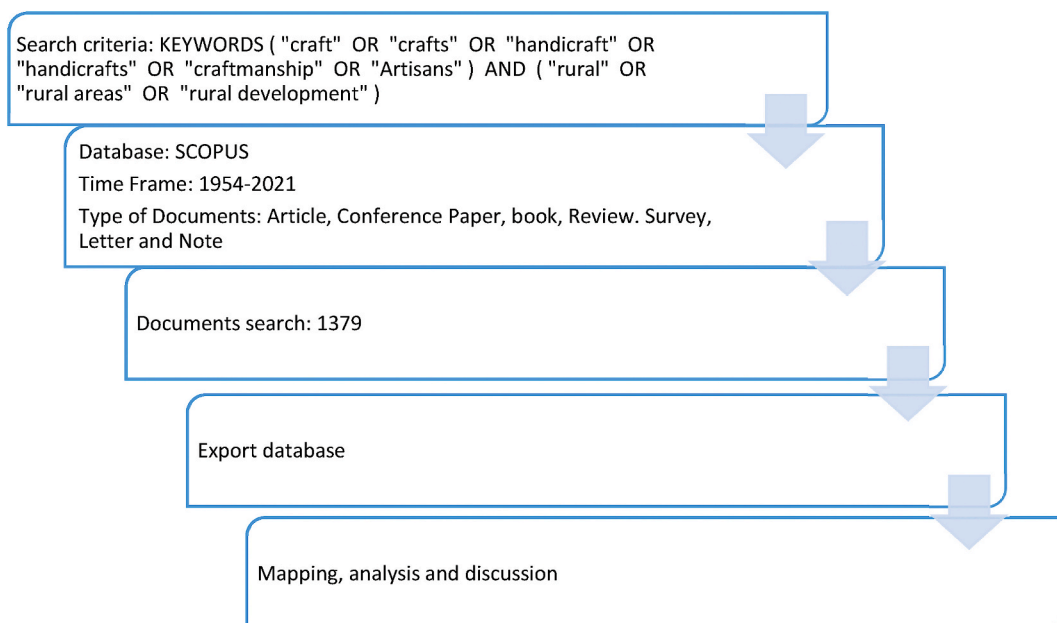 Search criteria: KEYWORDS ( "craft" OR "crafts" OR "handicraft" OR
"handicrafts" OR "craftmanship" OR "Artisans" ) AND ( "rural" OR
"rural areas" OR "rural development" )
Database: SCOPUS
Time Frame: 1954-2021
Type of Documents: Article, Conference Paper, book, Review. Survey,
Letter and Note
Documents search: 1379
Export database
Mapping, analysis and discussion